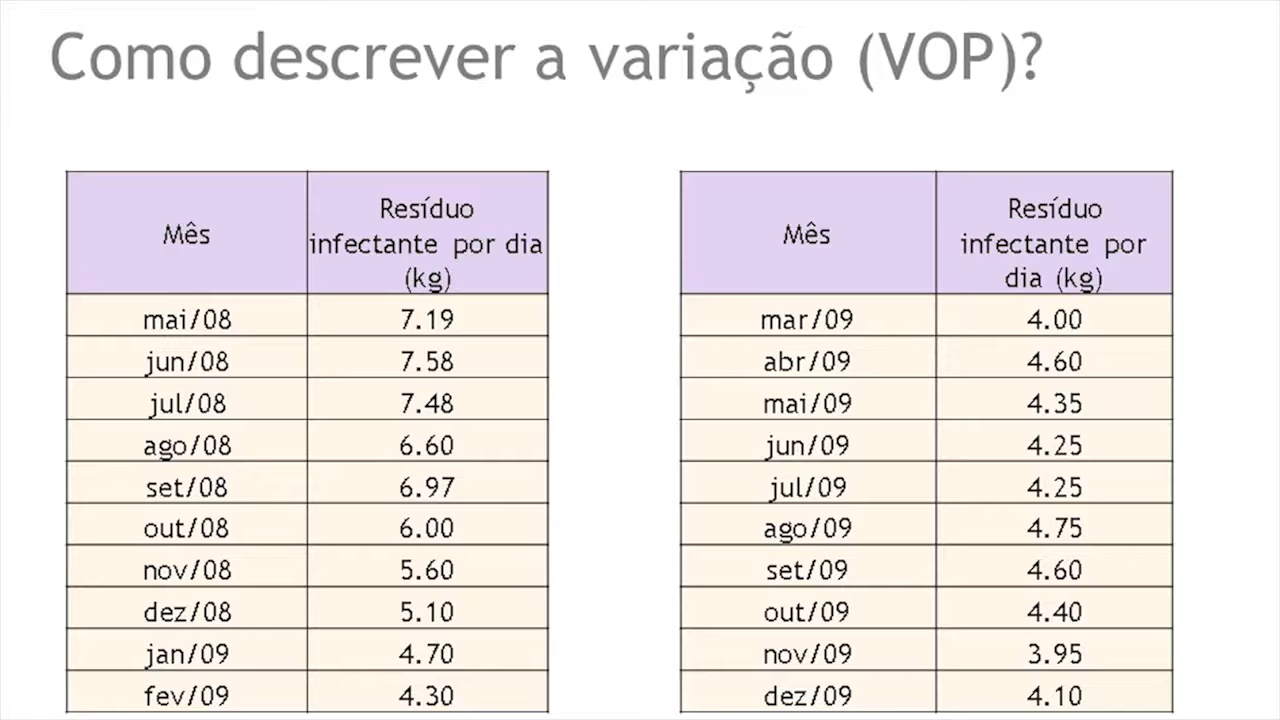 Como descrever a variação (VOP)?
Mês Resíduo infectante por dia (kg)
mai/08 7.19
jun/08 7.58
jul/08 7.48
ago/08 6.60
set/08 6.97
out/08 6.00
nov/08 5.60
dez/08 5.10
jan/09 4.70
fev/09 4.30
Mês Resíduo infectante por dia (kg)
mar/09 4.00
abr/09 4.60
mai/09 4.35
jun/09 4.25
jul/09 4.25
ago/09 4.75
set/09 4.60
out/09 4.40
nov/09 3.95
dez/09 4.10